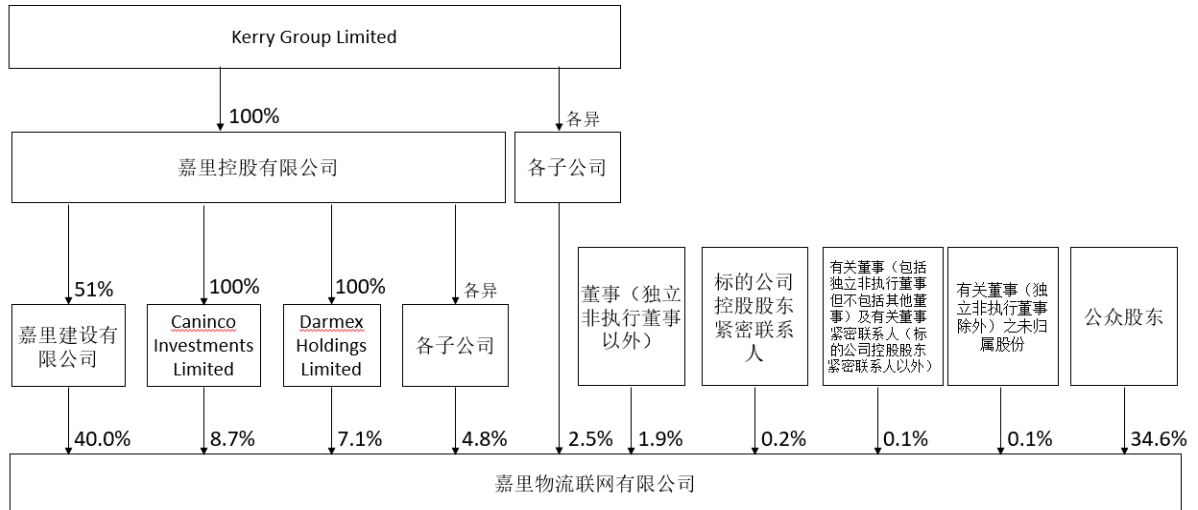 Kerry Group Limited
100%
各异
嘉里控股有限公司
各子公司
51%
100%
100%
各异
嘉里建设有
限公司
Caninco
Investments
Limited
Darmex
Holdings
Limited
各子公司
董事（独立
非执行董事
以外）
标的公司
控股股东
紧密联系
人
有关董事（包括
独立非执行董事
但不包括其他董
事）及有关董事
紧密联系人（标
的公司控股股东
紧密联系人以外）
有关董事（独
立非执行董事
除外）之未归
属股份
公众股东
40.0%
8.7%
7.1%
4.8%
2.5%
1.9%
0.2%
0.1%
0.1%
34.6%
嘉里物流联网有限公司